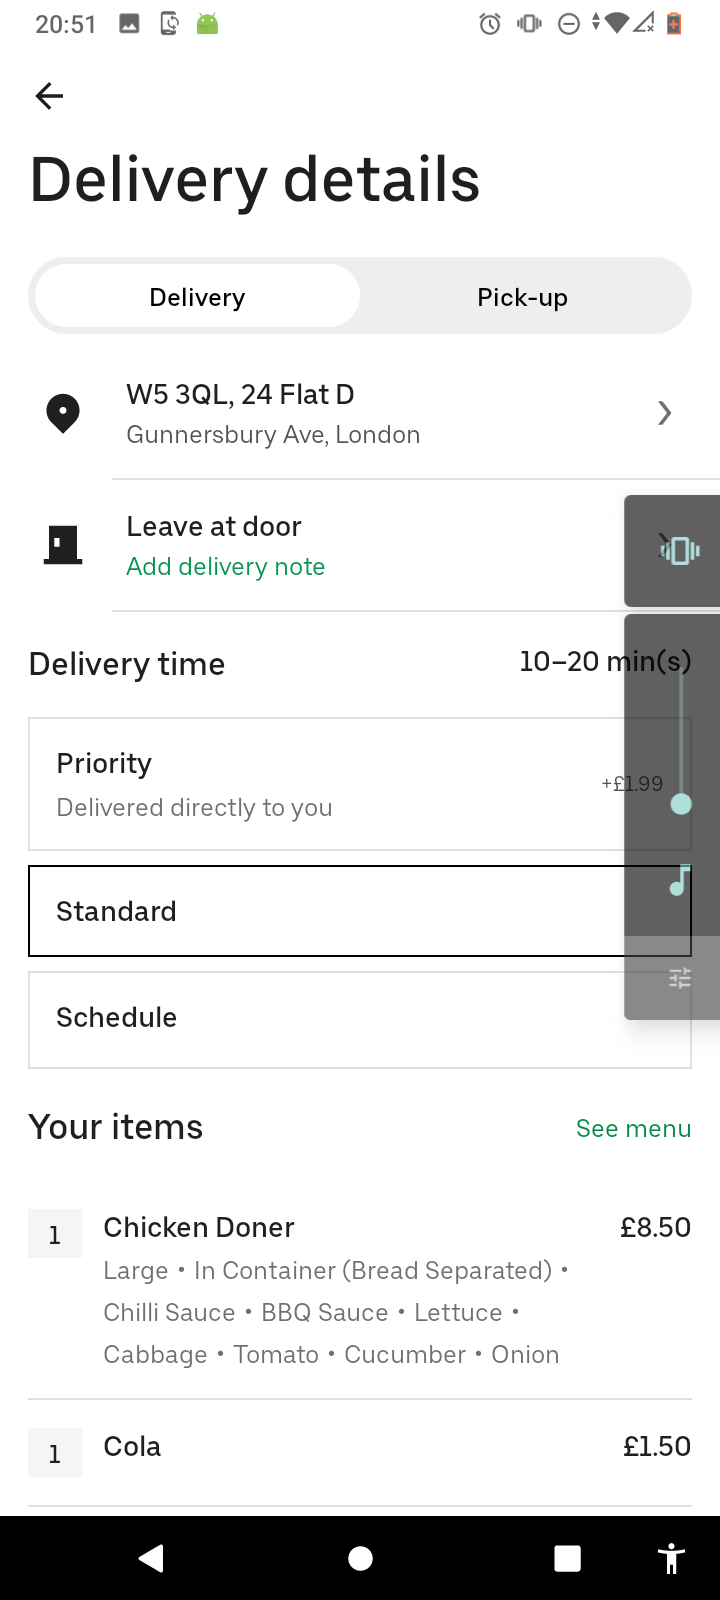 20:51
Delivery details
Delivery
Pick-up
W5 3QL, 24 Flat D
Gunnersbury Ave, London
Leave at door
Add delivery note
Delivery time
10–20 min(s)
Priority
Delivered directly to you
+£1.99
Standard
Schedule
Your items
See menu
1
Chicken Doner
£8.50
Large • In Container (Bread Separated) •
Chilli Sauce • BBQ Sauce • Lettuce •
Cabbage • Tomato • Cucumber • Onion
1
Cola
£1.50